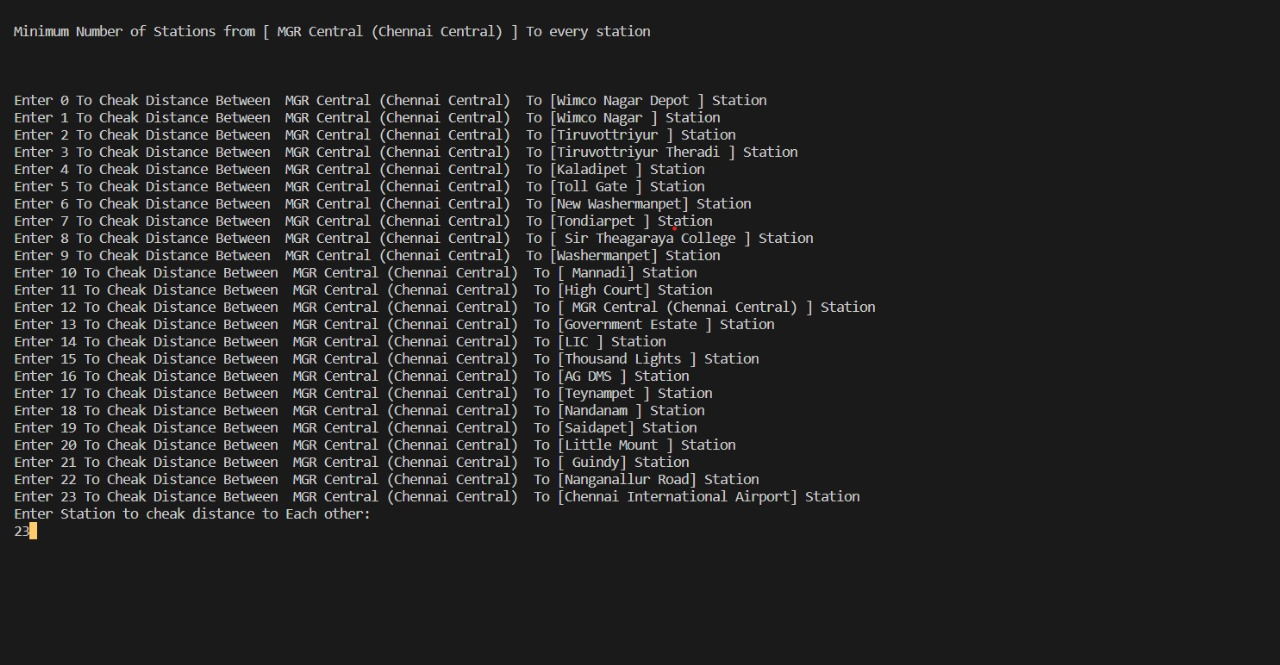 Minimum Number of Stations from [ MGR Central (Chennai Central) ] To every station
Enter 0 To Cheak Distance Between  MGR Central (Chennai Central)  To [Wimco Nagar Depot ] Station
Enter 1 To Cheak Distance Between  MGR Central (Chennai Central)  To [Wimco Nagar ] Station
Enter 2 To Cheak Distance Between  MGR Central (Chennai Central)  To [Tiruvottriyur ] Station
Enter 3 To Cheak Distance Between  MGR Central (Chennai Central)  To [Tiruvottriyur Theradi ] Station
Enter 4 To Cheak Distance Between  MGR Central (Chennai Central)  To [Kaladipet ] Station
Enter 5 To Cheak Distance Between  MGR Central (Chennai Central)  To [Toll Gate ] Station
Enter 6 To Cheak Distance Between  MGR Central (Chennai Central)  To [New Washermanpet] Station
Enter 7 To Cheak Distance Between  MGR Central (Chennai Central)  To [Tondiarpet ] Station
Enter 8 To Cheak Distance Between  MGR Central (Chennai Central)  To [ Sir Theagaraya College ] Station
Enter 9 To Cheak Distance Between  MGR Central (Chennai Central)  To [Washermanpet] Station
Enter 10 To Cheak Distance Between  MGR Central (Chennai Central)  To [ Mannadi] Station
Enter 11 To Cheak Distance Between  MGR Central (Chennai Central)  To [High Court] Station
Enter 12 To Cheak Distance Between  MGR Central (Chennai Central)  To [ MGR Central (Chennai Central) ] Station
Enter 13 To Cheak Distance Between  MGR Central (Chennai Central)  To [Government Estate ] Station
Enter 14 To Cheak Distance Between  MGR Central (Chennai Central)  To [LIC ] Station
Enter 15 To Cheak Distance Between  MGR Central (Chennai Central)  To [Thousand Lights ] Station
Enter 16 To Cheak Distance Between  MGR Central (Chennai Central)  To [AG DMS ] Station
Enter 17 To Cheak Distance Between  MGR Central (Chennai Central)  To [Teynampet ] Station
Enter 18 To Cheak Distance Between  MGR Central (Chennai Central)  To [Nandanam ] Station
Enter 19 To Cheak Distance Between  MGR Central (Chennai Central)  To [Saidapet] Station
Enter 20 To Cheak Distance Between  MGR Central (Chennai Central)  To [Little Mount ] Station
Enter 21 To Cheak Distance Between  MGR Central (Chennai Central)  To [ Guindy] Station
Enter 22 To Cheak Distance Between  MGR Central (Chennai Central)  To [Nanganallur Road] Station
Enter 23 To Cheak Distance Between  MGR Central (Chennai Central)  To [Chennai International Airport] Station
Enter Station to cheak distance to Each other:
23